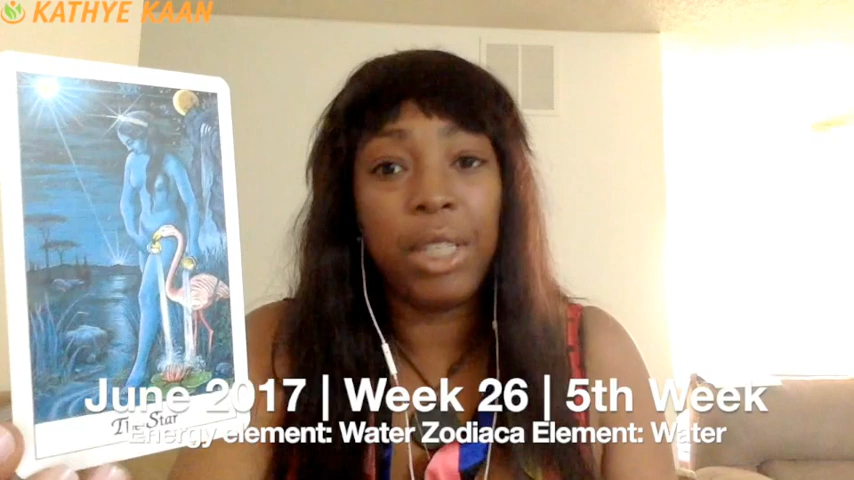 KATHYE KAAN
June 2017 | Week 26 | 5th Week
The Star
Energy element: Water Zodiaca Element: Water